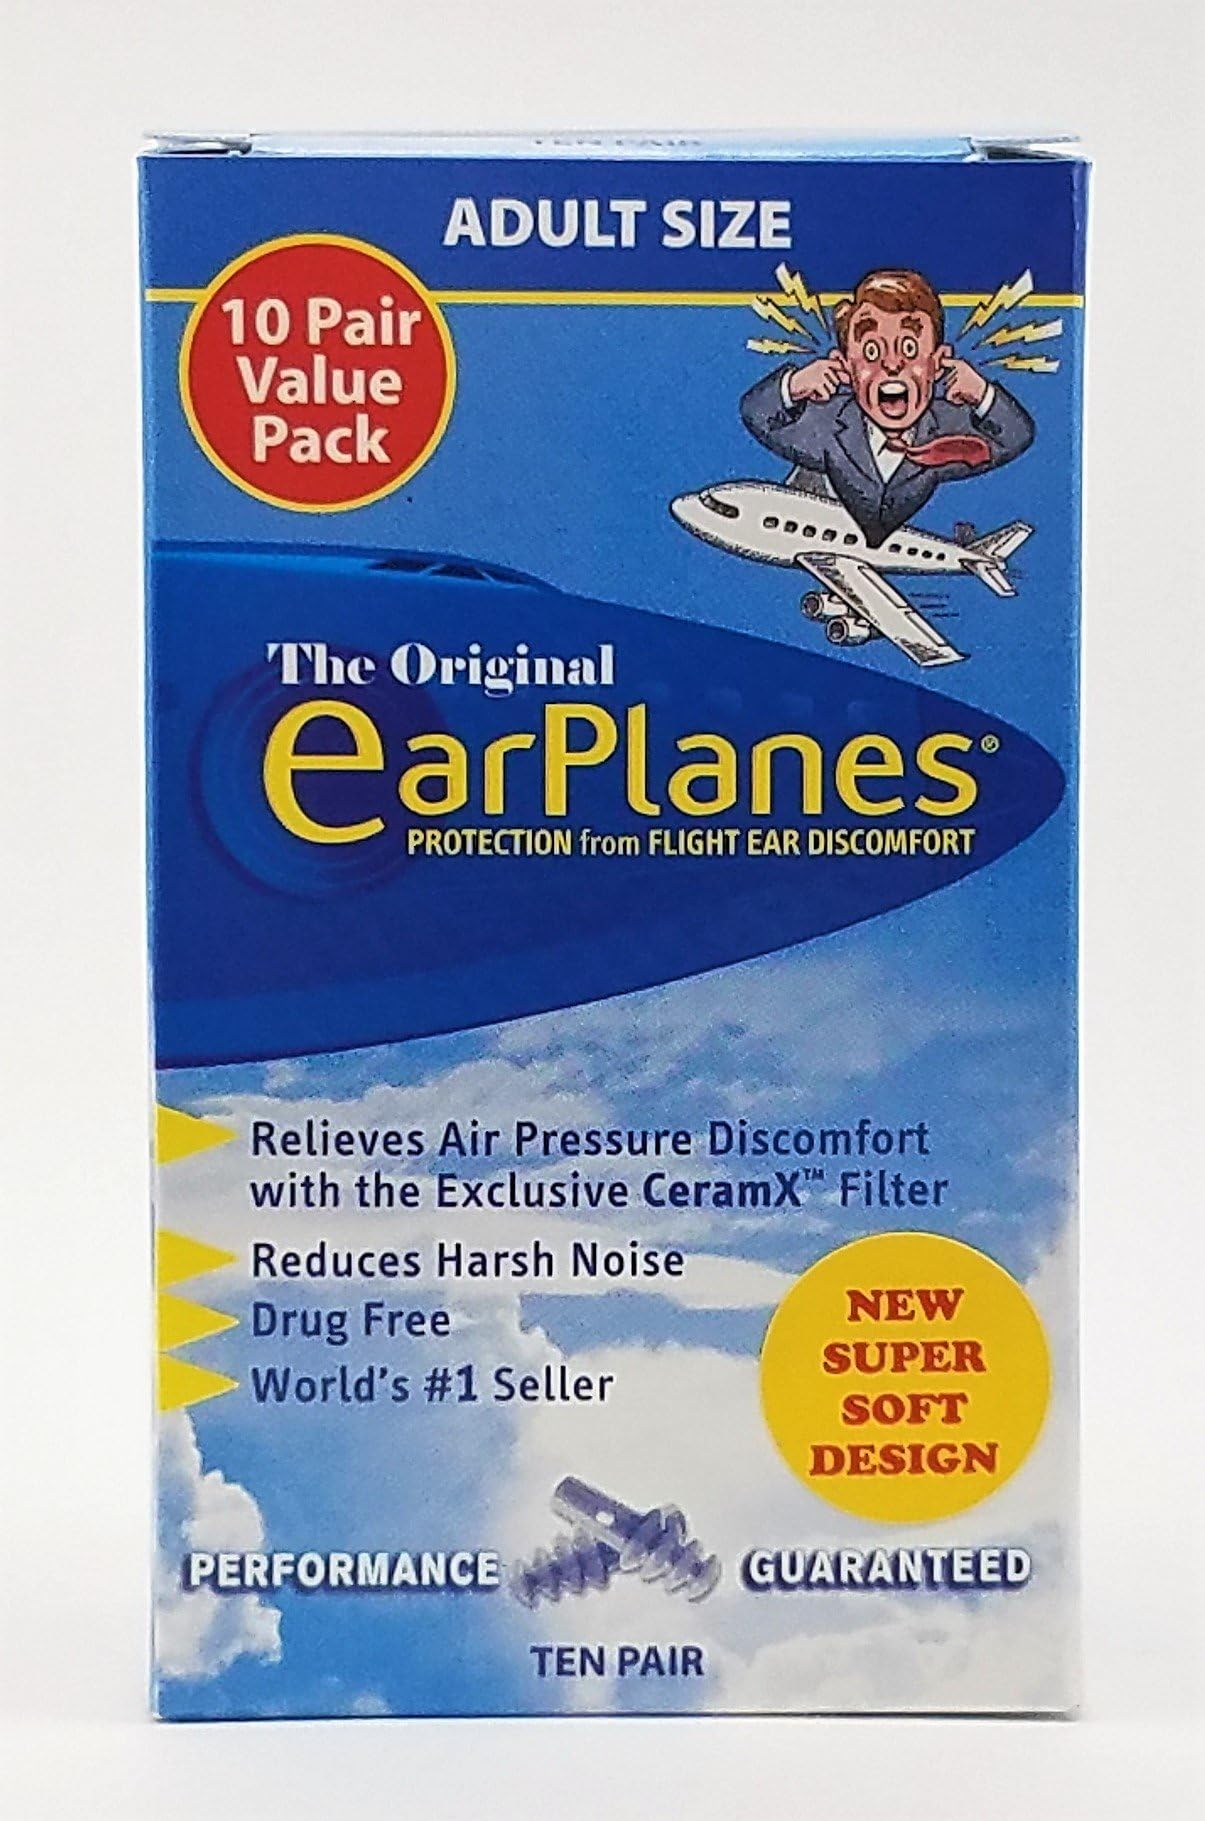 TEN PAIR
ADULT SIZE
10 Pair
Value
Pack
The Original
earPlanes®
PROTECTION from FLIGHT EAR DISCOMFORT
Relieves Air Pressure Discomfort
with the Exclusive CeramX™ Filter
Reduces Harsh Noise
Drug Free
World's #1 Seller
NEW
SUPER
SOFT
DESIGN
PERFORMANCE GUARANTEED
TEN PAIR